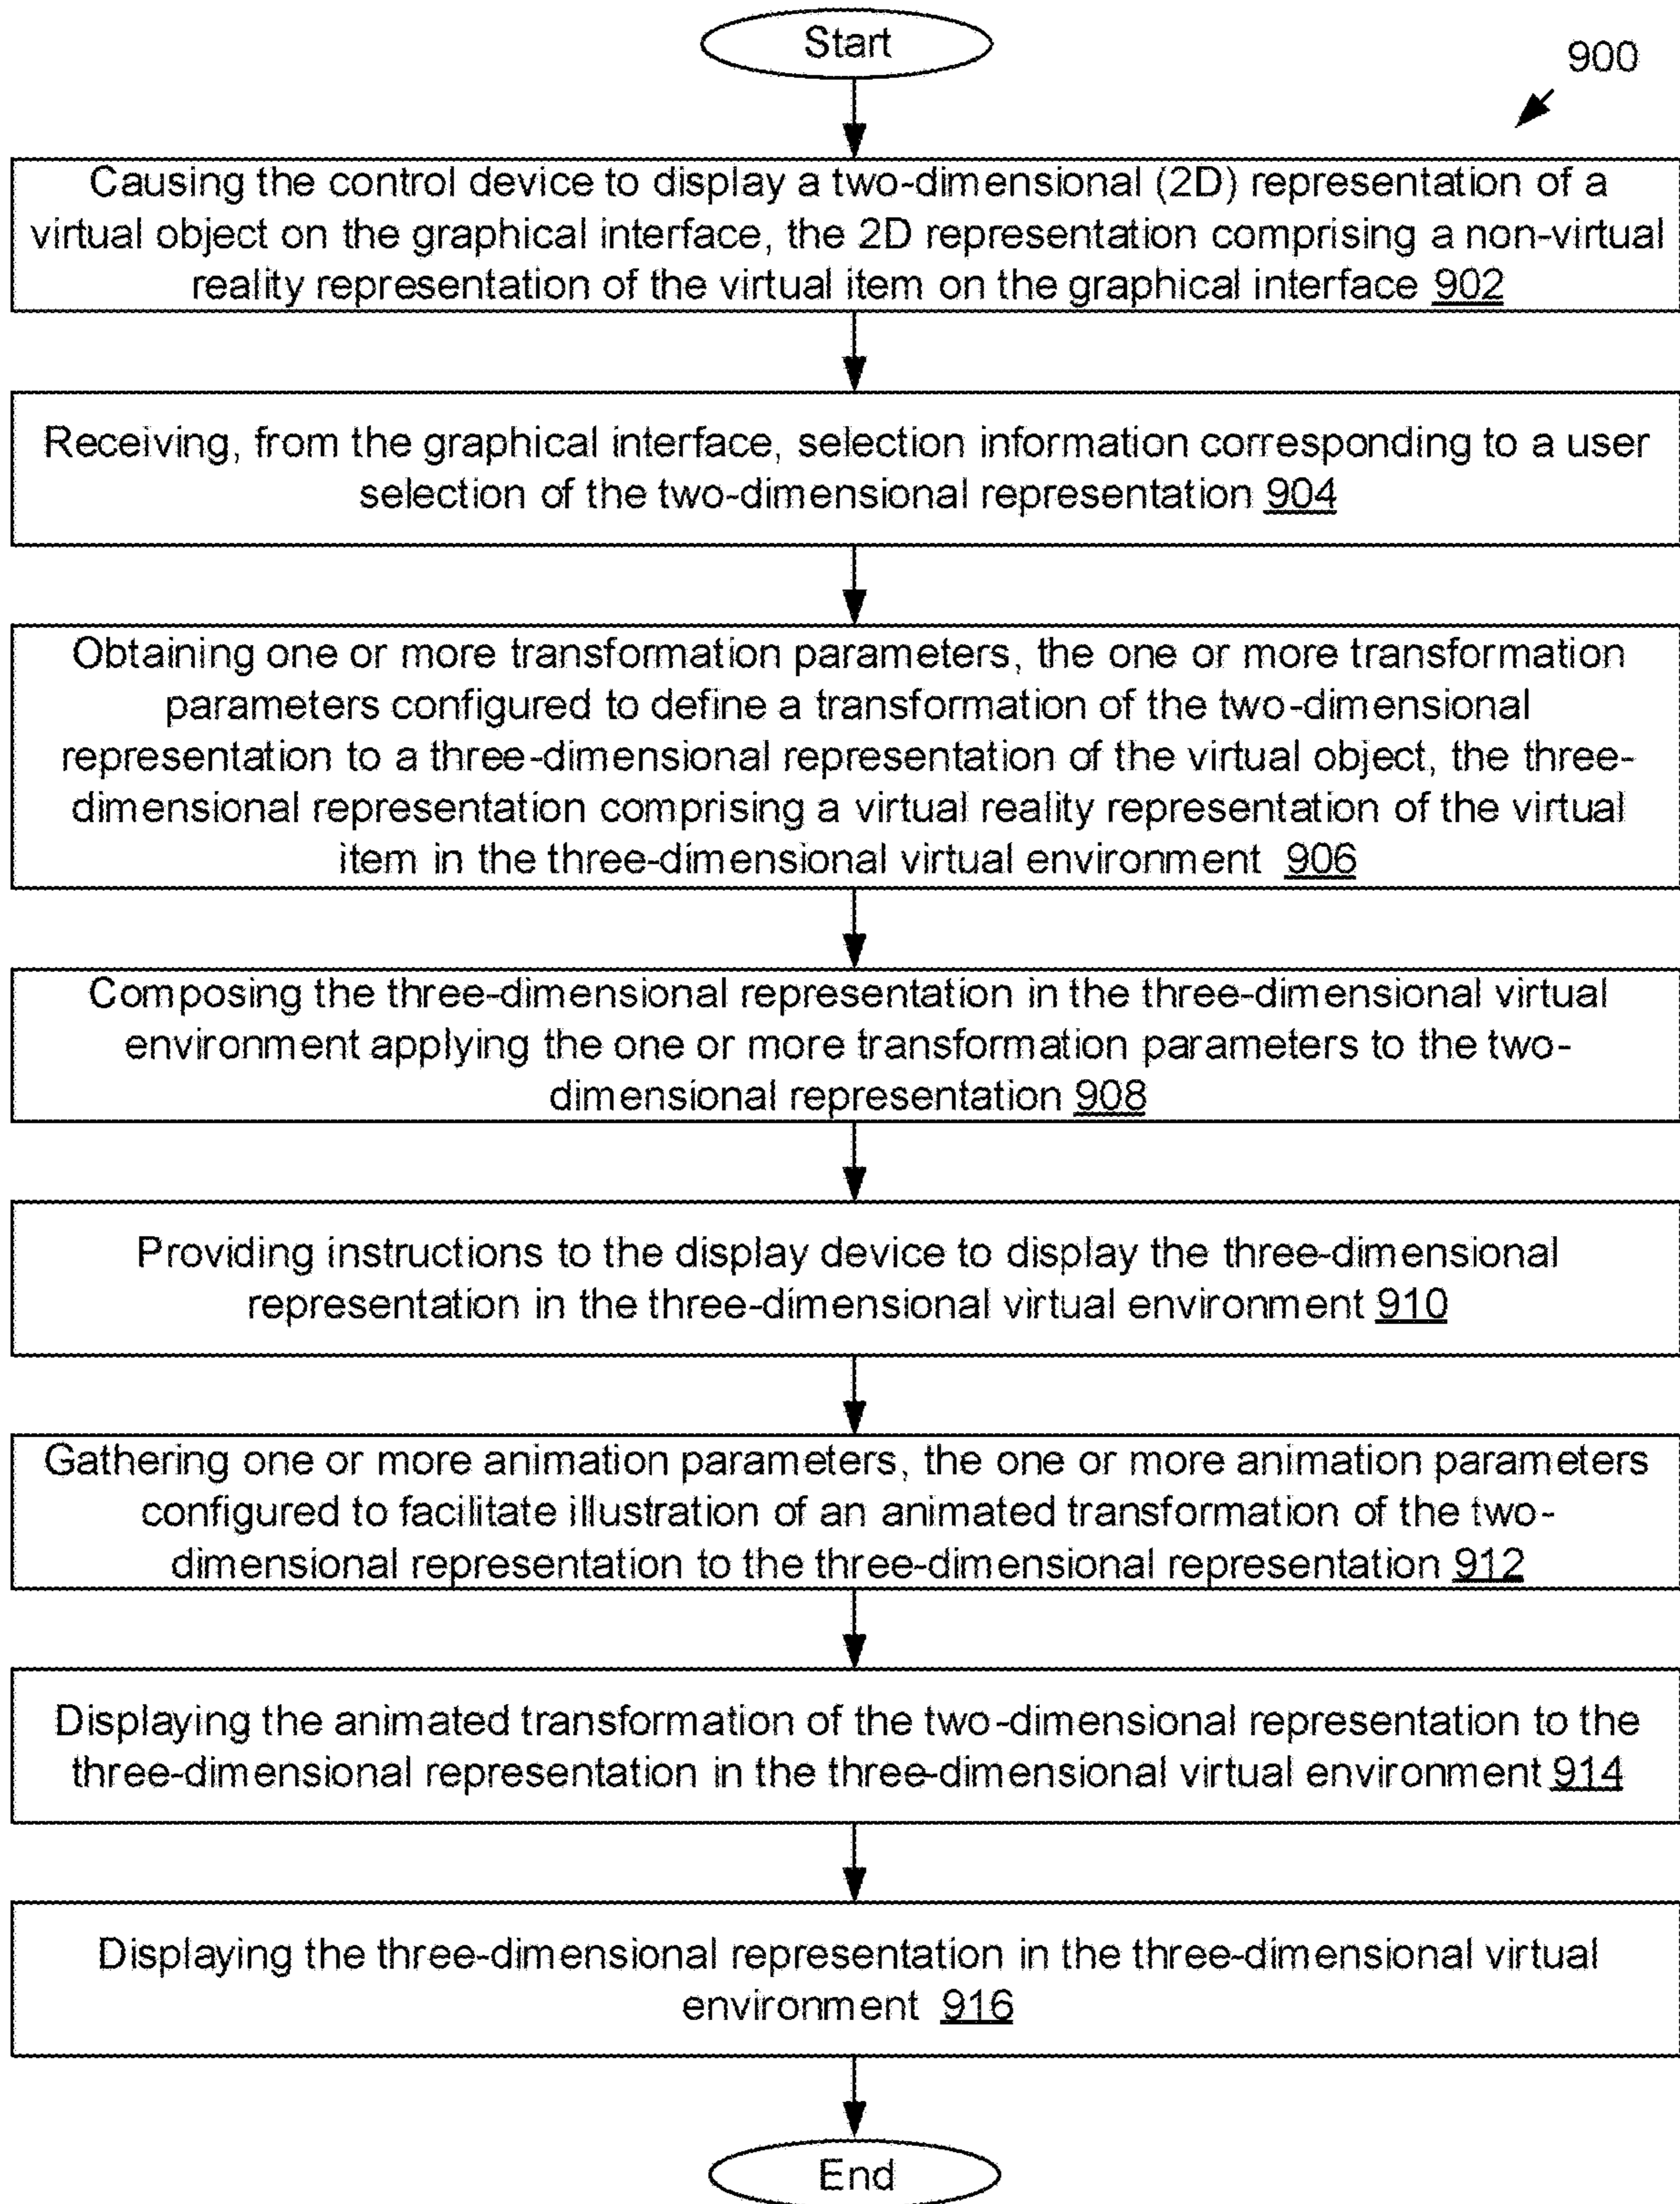 Start
900
Causing the control device to display a two-dimensional (2D) representation of a
virtual object on the graphical interface, the 2D representation comprising a non-virtual
reality representation of the virtual item on the graphical interface 902
Receiving, from the graphical interface, selection information corresponding to a user
selection of the two-dimensional representation 904
Obtaining one or more transformation parameters, the one or more transformation
parameters configured to define a transformation of the two-dimensional
representation to a three-dimensional representation of the virtual object, the three-
dimensional representation comprising a virtual reality representation of the virtual
item in the three-dimensional virtual environment 906
Composing the three-dimensional representation in the three-dimensional virtual
environment applying the one or more transformation parameters to the two-
dimensional representation 908
Providing instructions to the display device to display the three-dimensional
representation in the three-dimensional virtual environment 910
Gathering one or more animation parameters, the one or more animation parameters
configured to facilitate illustration of an animated transformation of the two-
dimensional representation to the three-dimensional representation 912
Displaying the animated transformation of the two-dimensional representation to the
three-dimensional representation in the three-dimensional virtual environment 914
Displaying the three-dimensional representation in the three-dimensional virtual
environment 916
End